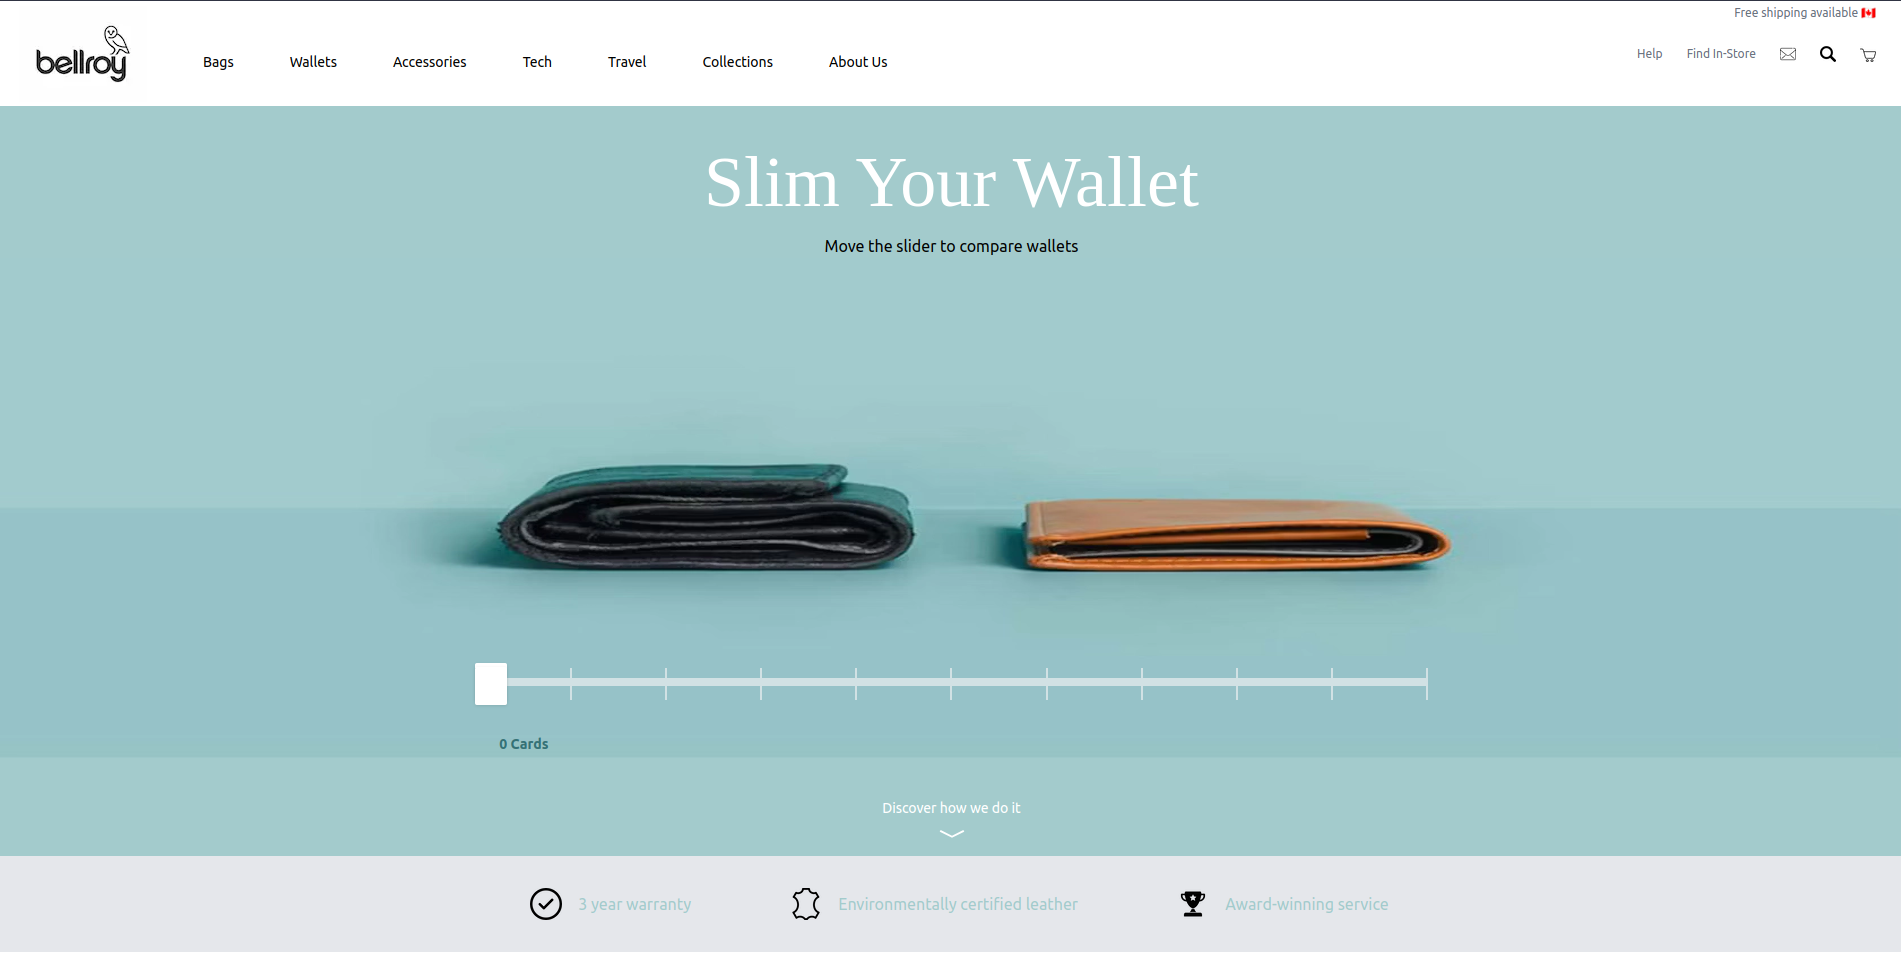 Free shipping available
bellroy
Bags Wallets Accessories Tech Travel Collections About Us
Help Find In-Store
Slim Your Wallet
Move the slider to compare wallets
0 Cards
Discover how we do it
3 year warranty Environmentally certified leather Award-winning service